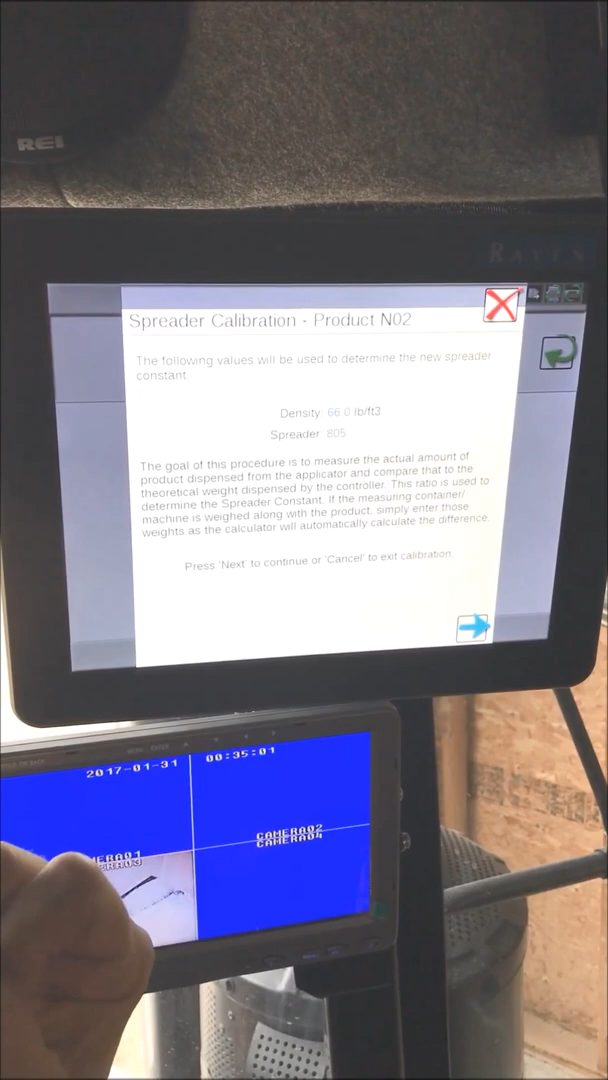 REI
RAVEN
Spreader Calibration - Product N02
The following values will be used to determine the new spreader
constant.
Density: 66.0 lb/ft3
Spreader: 805
The goal of this procedure is to measure the actual amount of
product dispensed from the applicator and compare that to the
theoretical weight dispensed by the controller. This ratio is used to
determine the Spreader Constant. If the measuring container/
machine is weighed along with the product, simply enter those
weights as the calculator will automatically calculate the difference.
Press 'Next' to continue or 'Cancel' to exit calibration.
2017-01-31 00:35:01
CAMERA02
CAMERA04